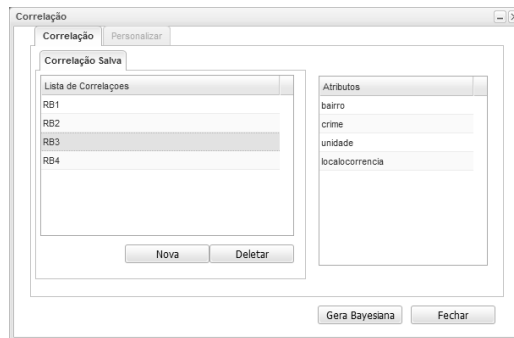 Correlação
Correlação Personalizar
Correlação Salva
Lista de Correlaçoes
RB1
RB2
RB3
RB4
Nova Deletar
Atributos
bairro
crime
unidade
localocorrencia
Gera Bayesiana Fechar